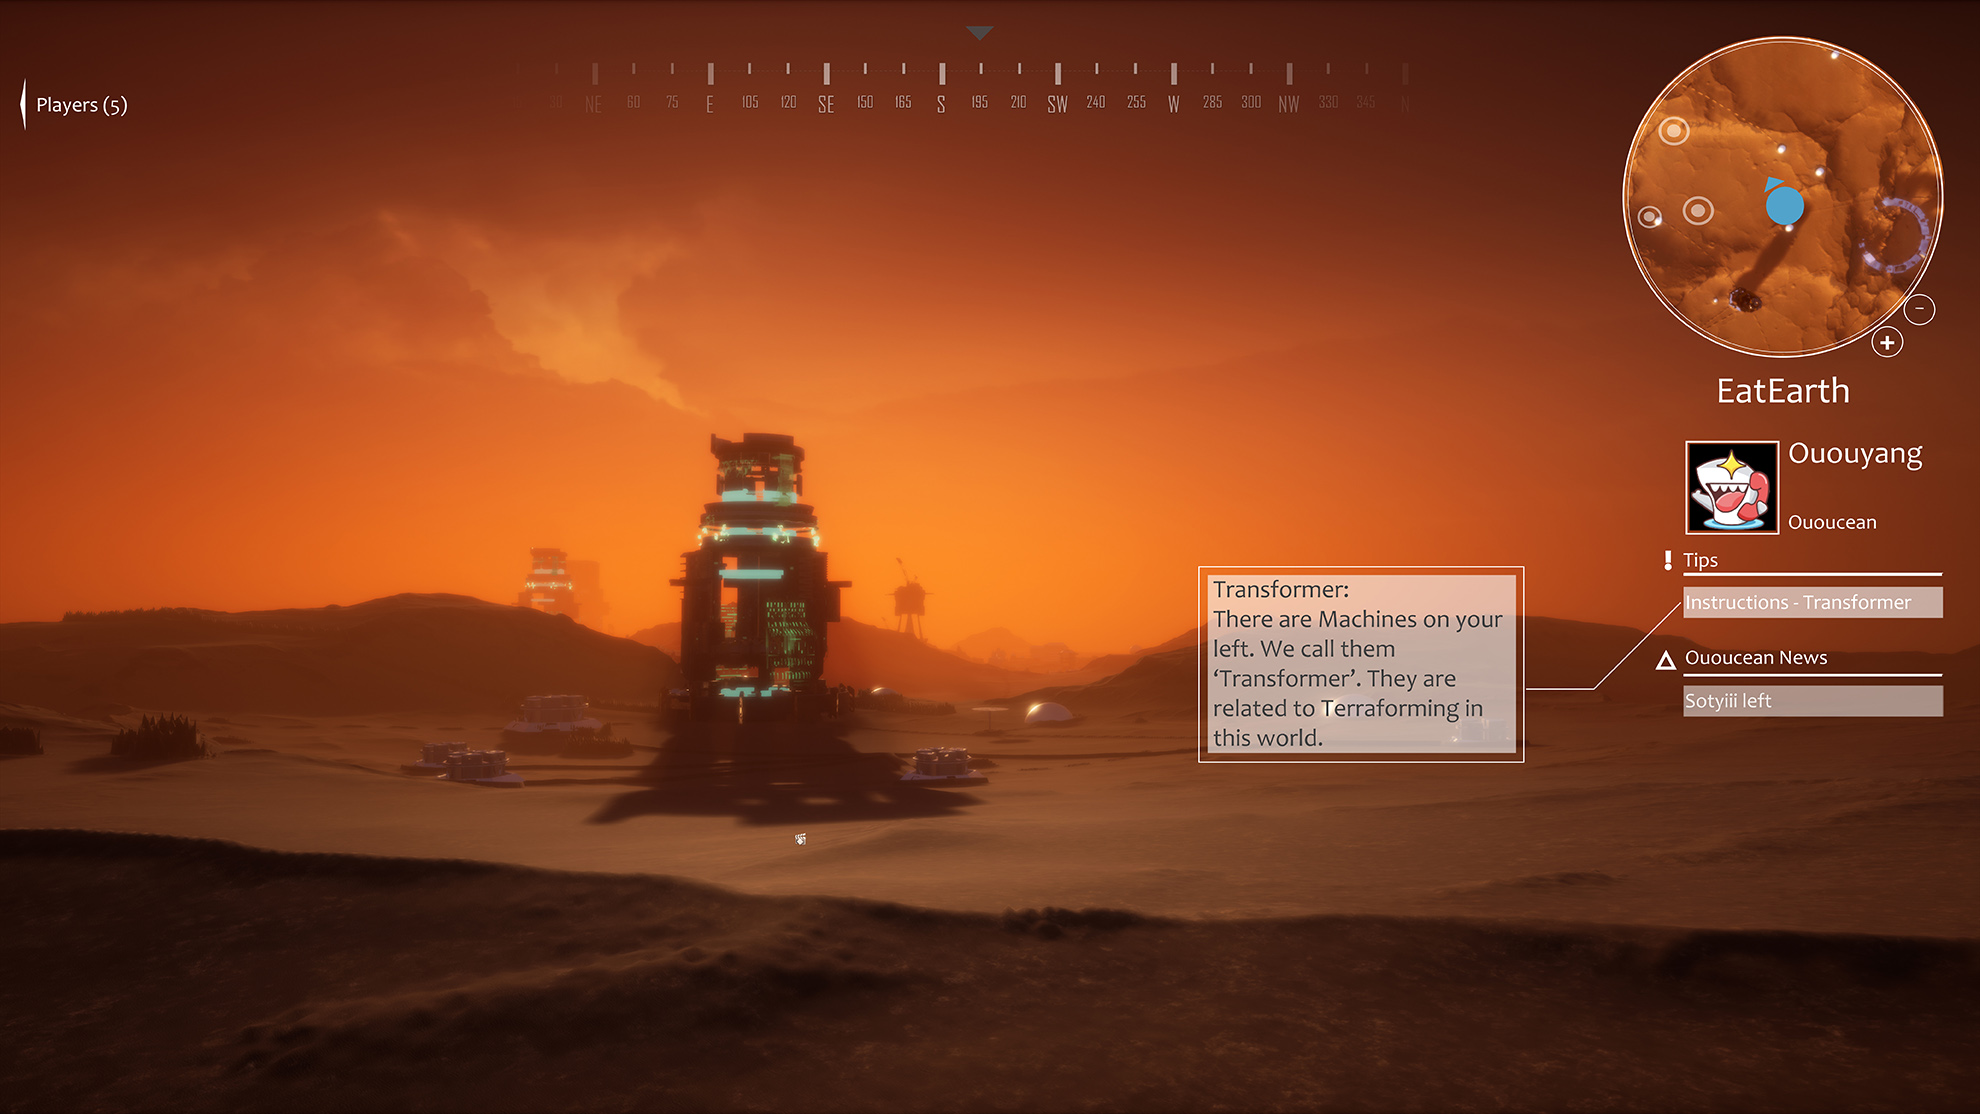 Players (5)
30 NE 60 75 E 105 120 SE 150 165 S 195 210 SW 240 255 W 285 300 NW 330 345 N
EatEarth
Ououyang
Ououcean
! Tips
Instructions - Transformer
Transformer:
There are Machines on your
left. We call them
‘Transformer’. They are
related to Terraforming in
this world.
Ououcean News
Sotyiii left